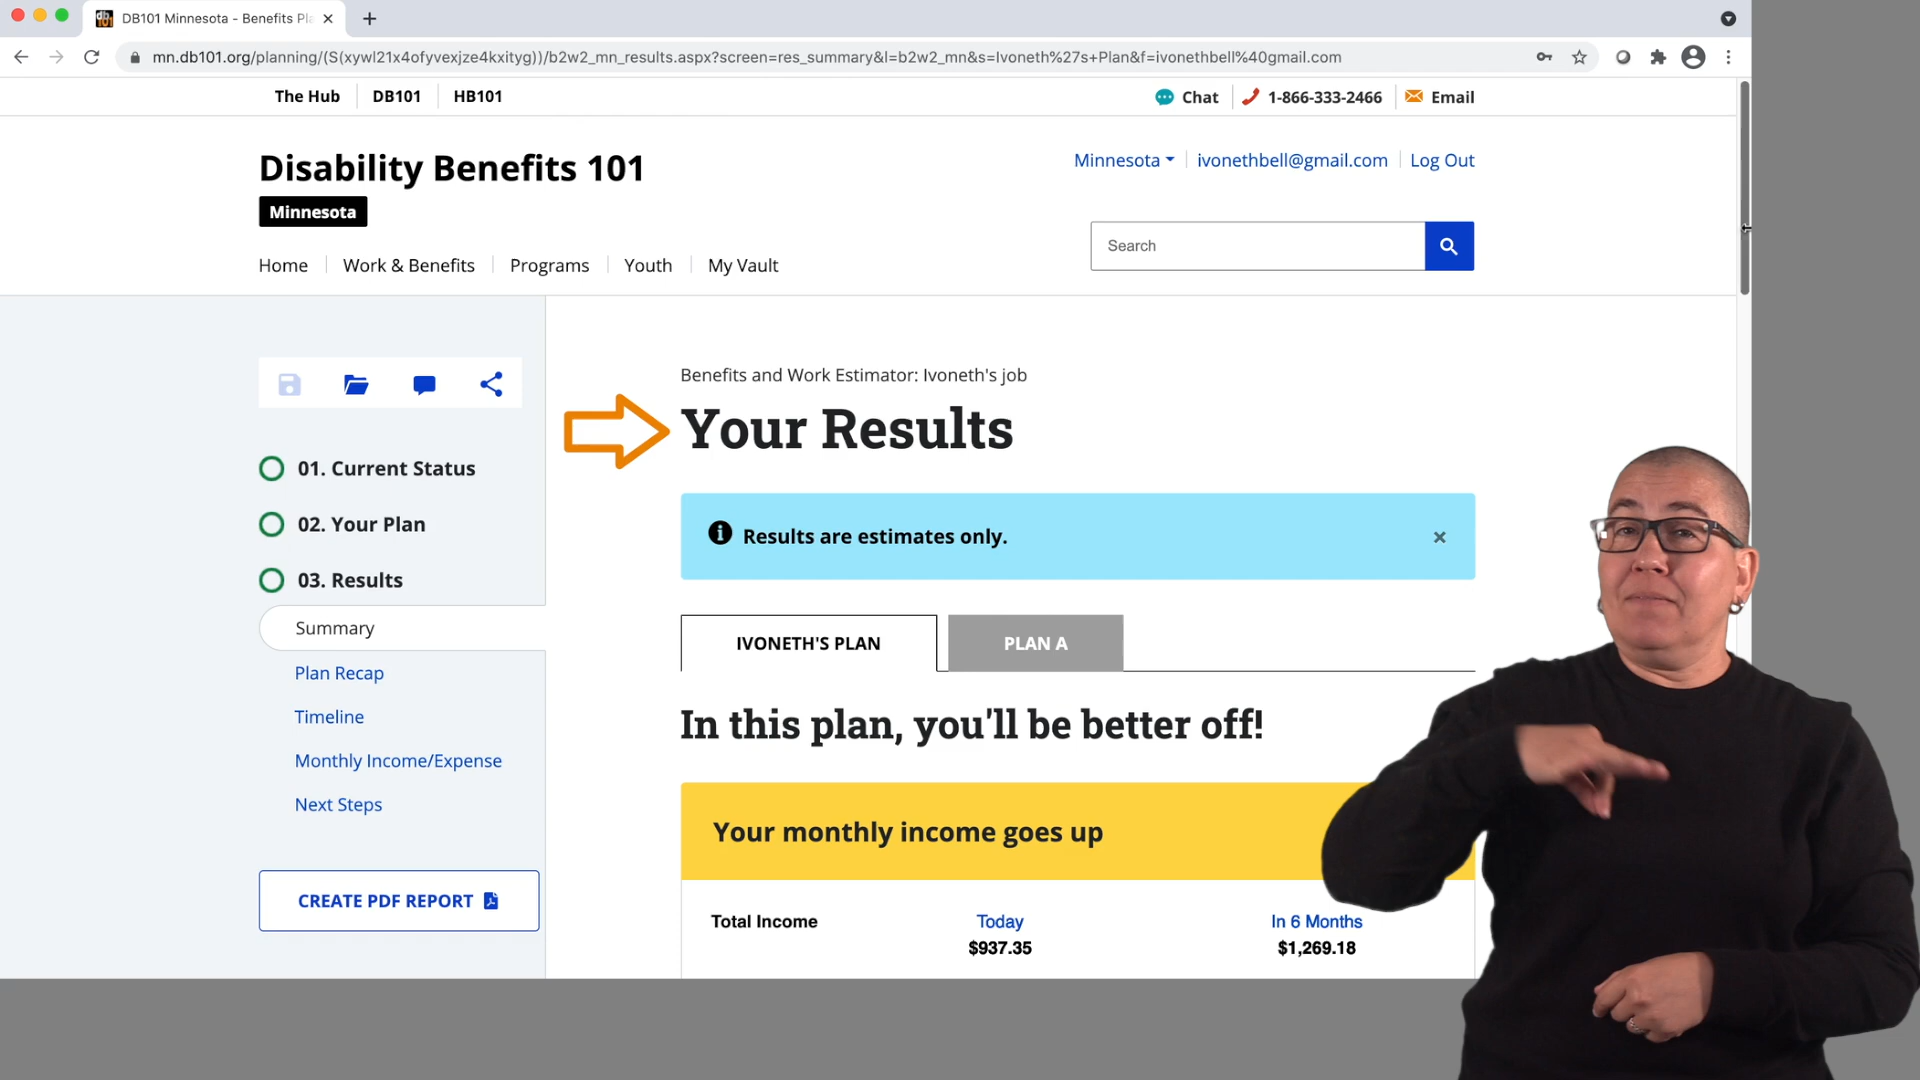 DB101 Minnesota - Benefits Pla
mn.db101.org/planning/(S(xywl21x4ofyvexjze4kxityg))/b2w2_mn_results.aspx?screen=res_summary&l=b2w2_mn&s=Ivoneth%27s+Plan&f=ivonethbell%40gmail.com
The Hub
DB101
HB101
Chat
1-866-333-2466
Email
Disability Benefits 101
Minnesota
Minnesota
ivonethbell@gmail.com
Log Out
Search
Home
Work & Benefits
Programs
Youth
My Vault
01. Current Status
02. Your Plan
03. Results
Summary
Plan Recap
Timeline
Monthly Income/Expense
Next Steps
CREATE PDF REPORT
Benefits and Work Estimator: Ivoneth's job
Your Results
Results are estimates only.
IVONETH'S PLAN
PLAN A
In this plan, you'll be better off!
Your monthly income goes up
Total Income
Today
In 6 Months
$937.35
$1,269.18